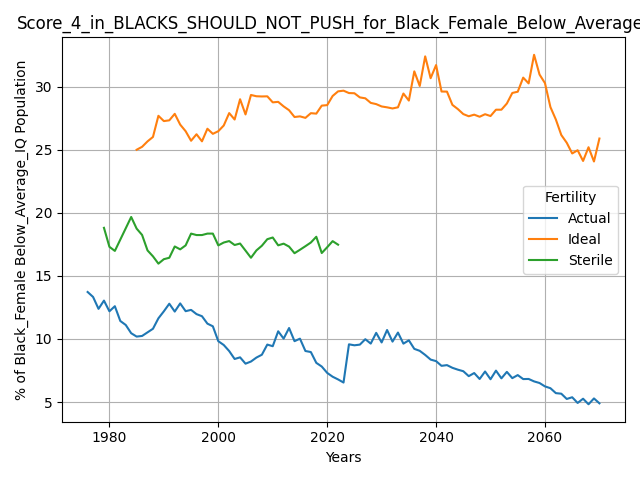 Score_4_in_BLACKS_SHOULD_NOT_PUSH_for_Black_Female_Below_Average
% of Black_Female Below_Average_IQ Population
30
25
20
15
10
5
Fertility
Actual
Ideal
Sterile
1980
2000
2020
2040
2060
Years